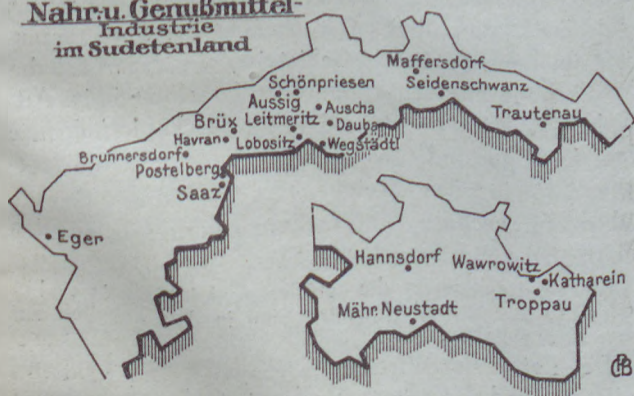 Nahr.u. Genußmittel-
Industrie
im Sudetenland
Maffersdorf
Schönpriesen
Seidenschwanz
Aussig
Auscha
Trautenau
Brüx
Leitmeritz
Dauba
Havran
Lobositz
Wegstädtl
Brunnersdorf
Postelberg
Saaz
Eger
Hannsdorf
Wawrowitz
Katharein
Troppau
Mähr. Neustadt